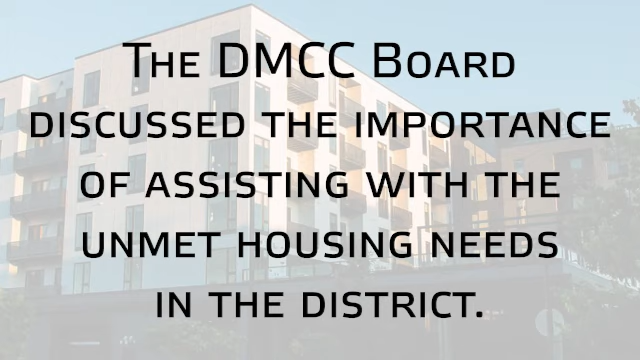 The DMCC Board
discussed the importance
of assisting with the
unmet housing needs
in the district.